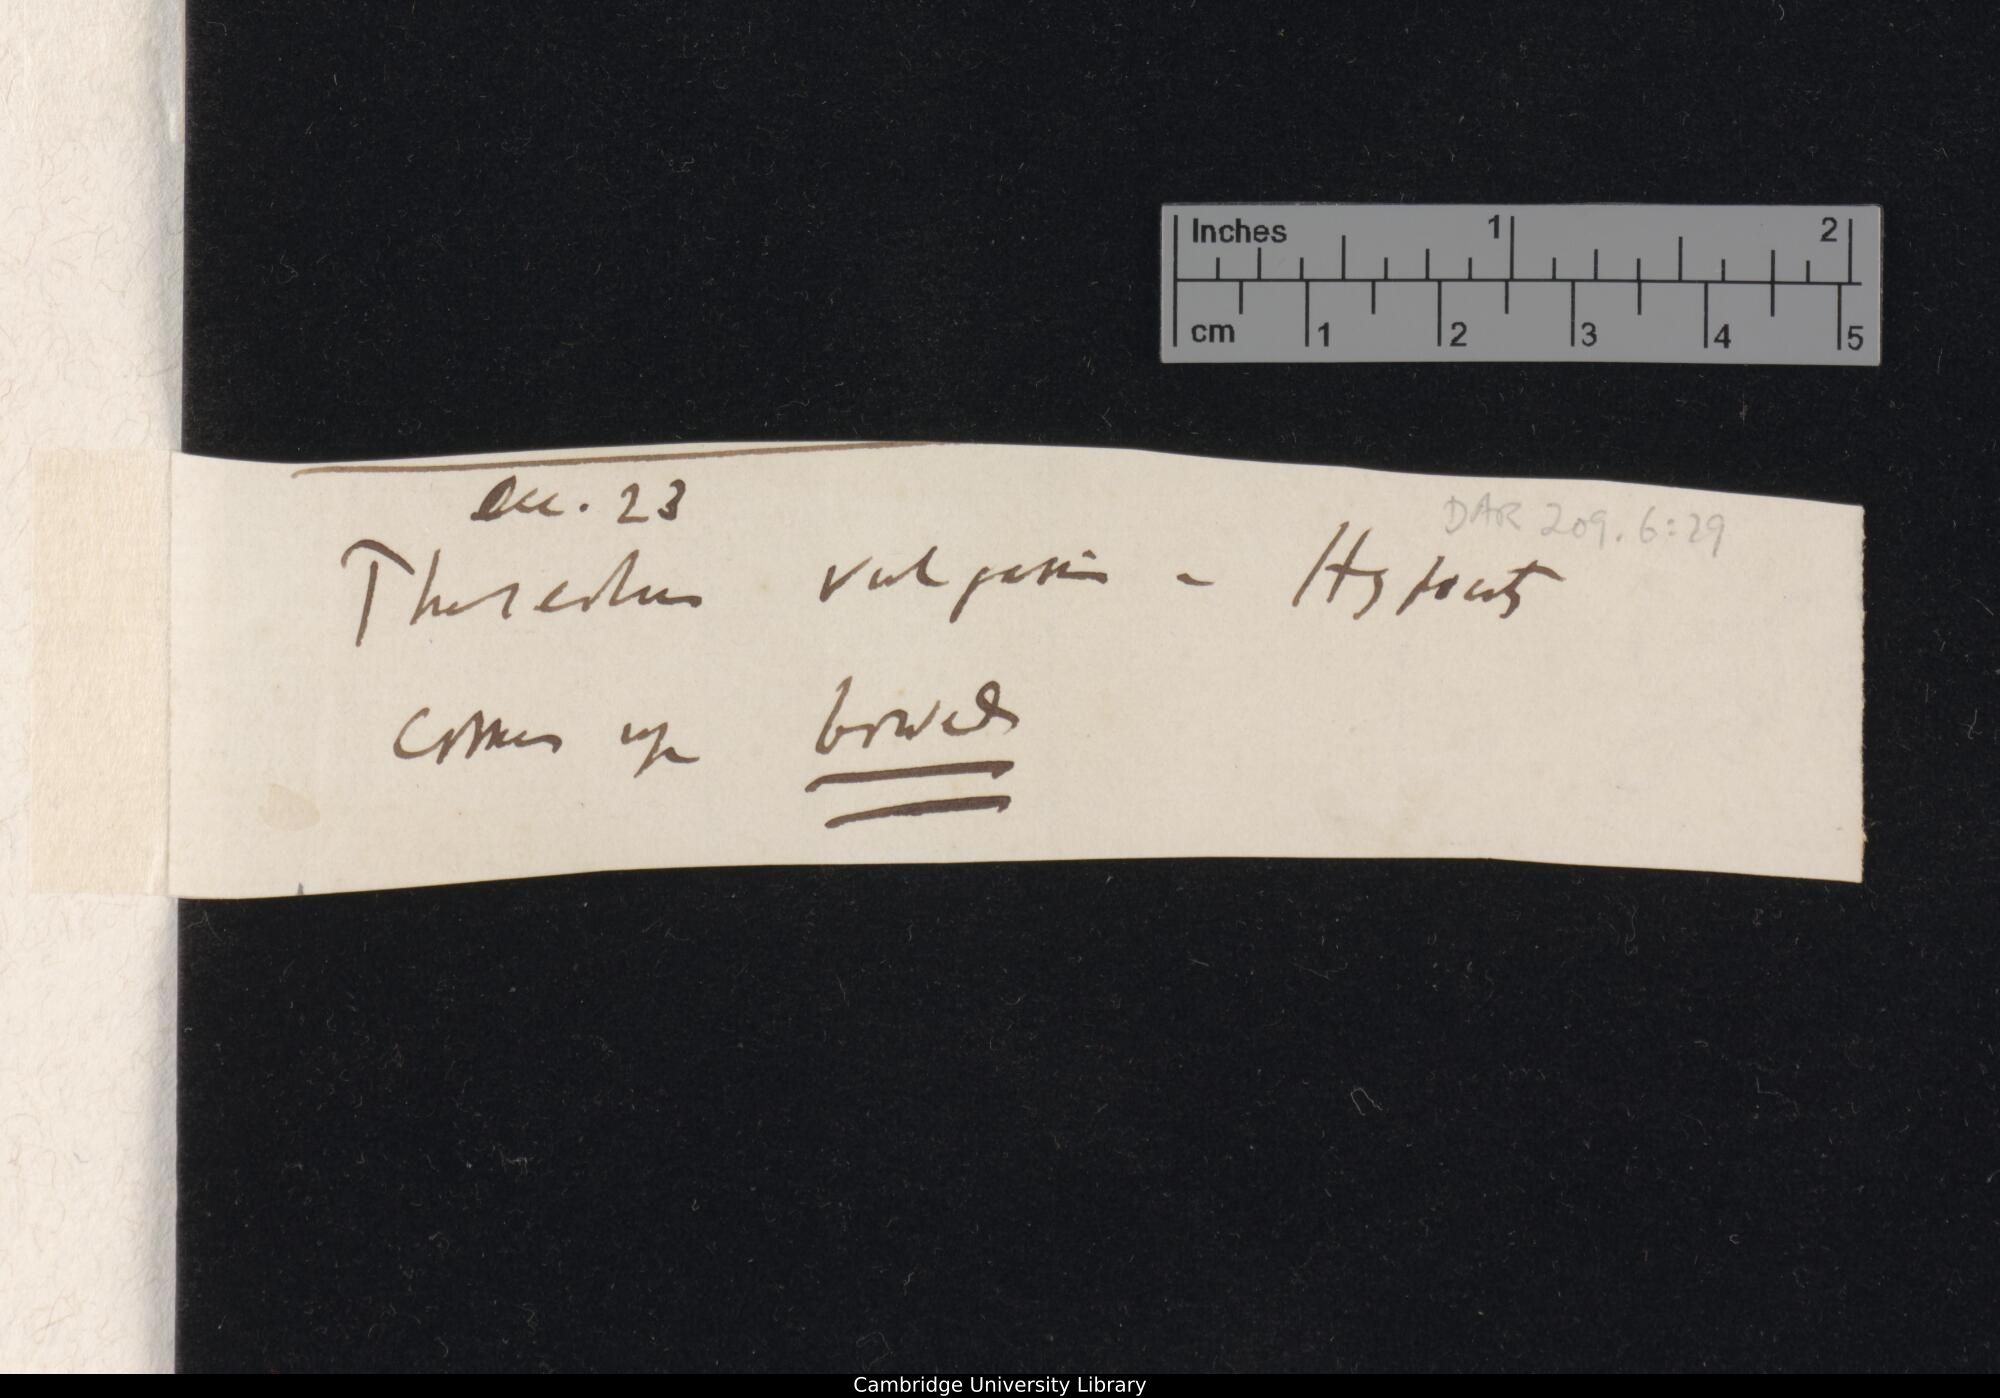 Inches 1 2
cm 1 2 3 4 5
Dec. 23
DAR 209.6:29
Phaseolus vulgaris - Hypocot
comes up bowed
Cambridge University Library